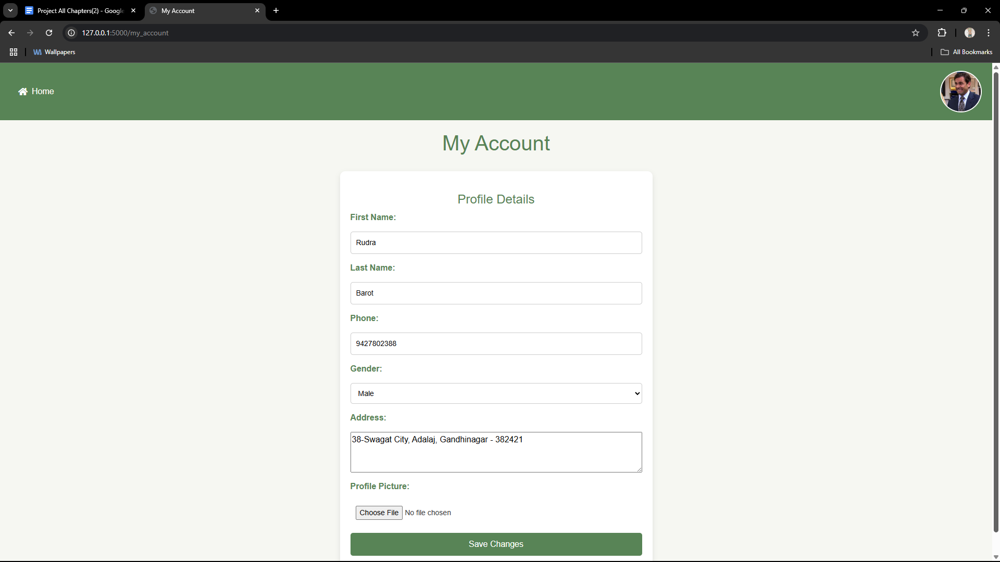 Project All Chapters(2) - Google
My Account
127.0.0.1:5000/my_account
Wallpapers
All Bookmarks
Home
My Account
Profile Details
First Name:
Rudra
Last Name:
Barot
Phone:
9427802388
Gender:
Male
Address:
38-Swagat City, Adalaj, Gandhinagar - 382421
Profile Picture:
Choose File No file chosen
Save Changes